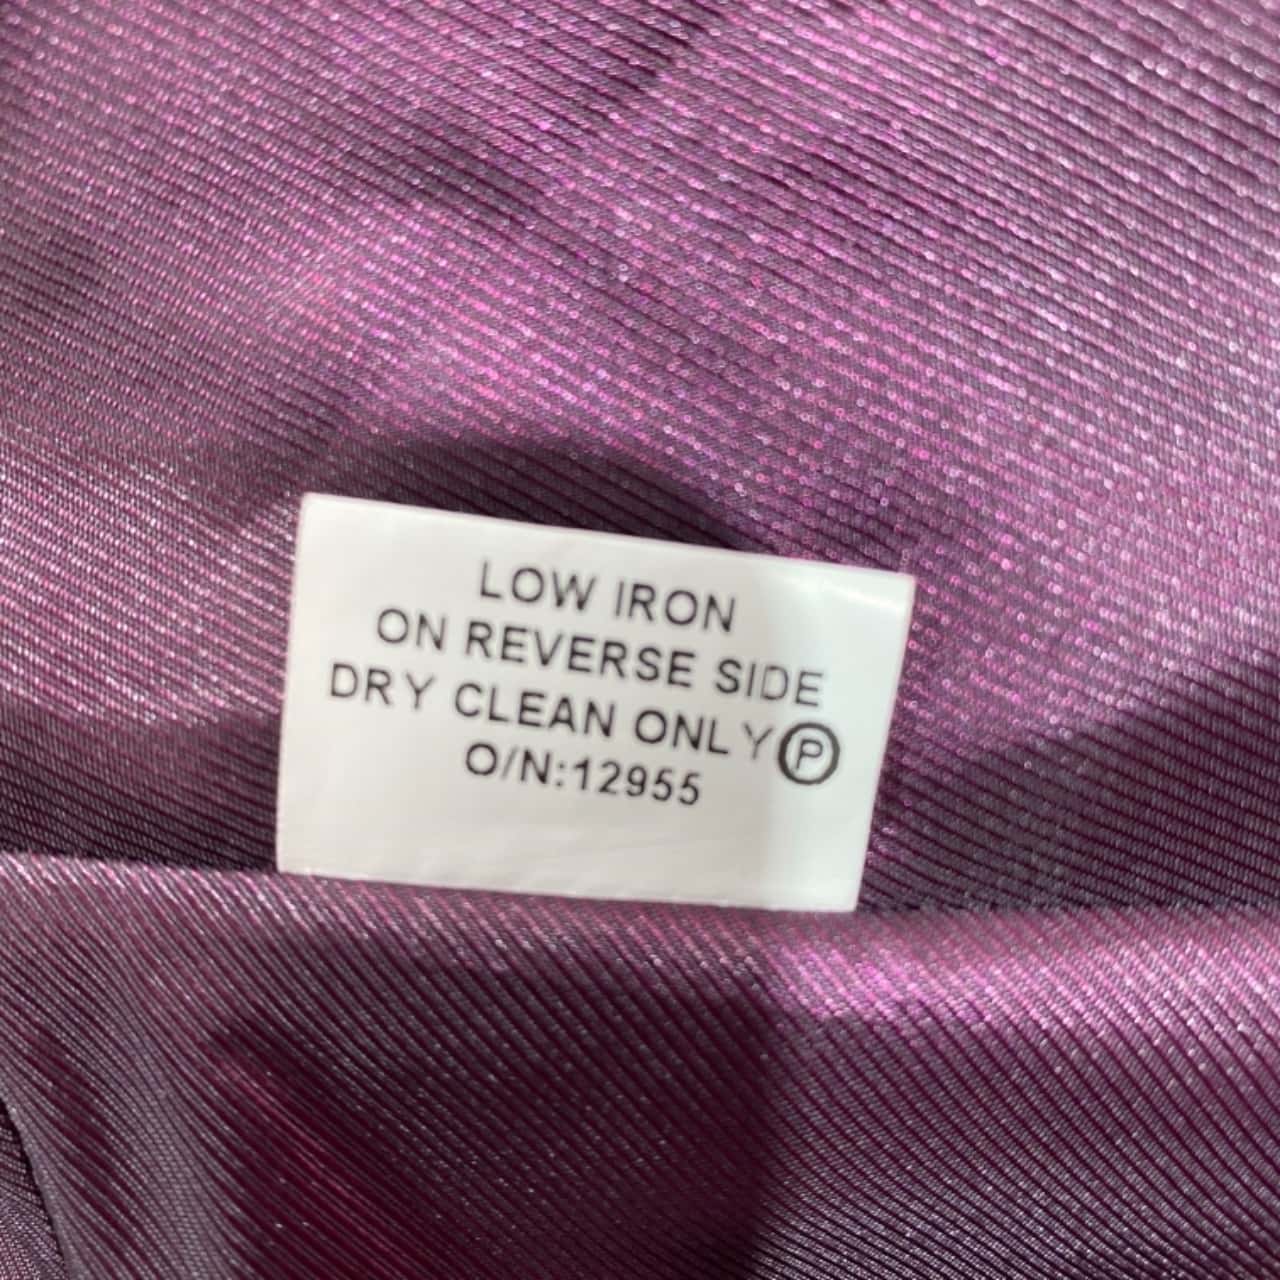 LOW IRON
ON REVERSE SIDE
DRY CLEAN ONLY Ⓟ
O/N:12955